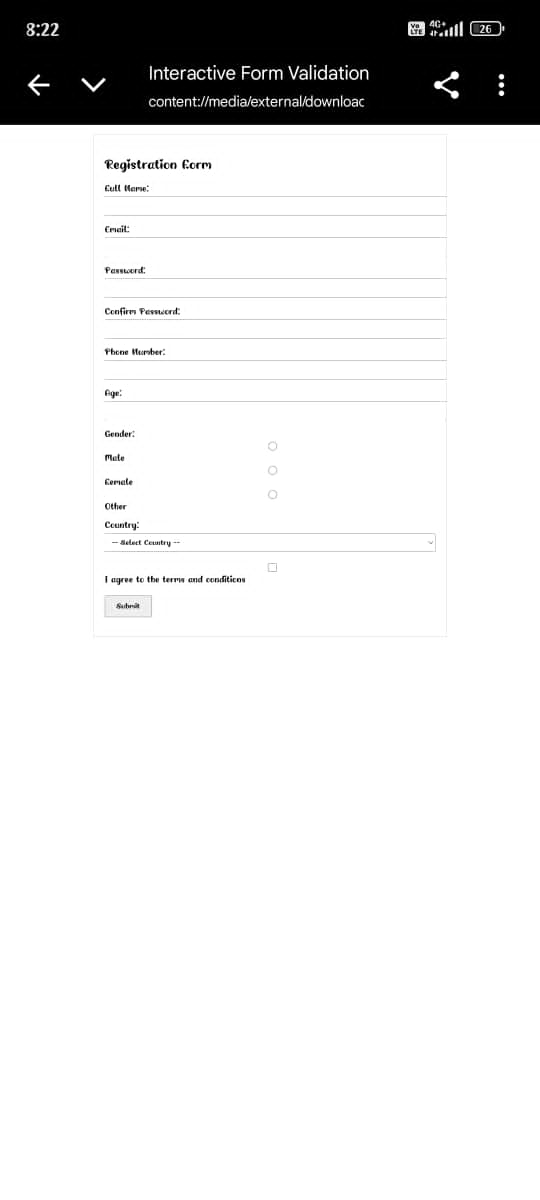 8:22
Vo LTE 4G+ 26
Interactive Form Validation
content://media/external/downloac
Registration Form
Full Name:
Email:
Password:
Confirm Password:
Phone Number:
Age:
Gender:
Male
Female
Other
Country:
-- Select Country --
I agree to the terms and conditions
Submit